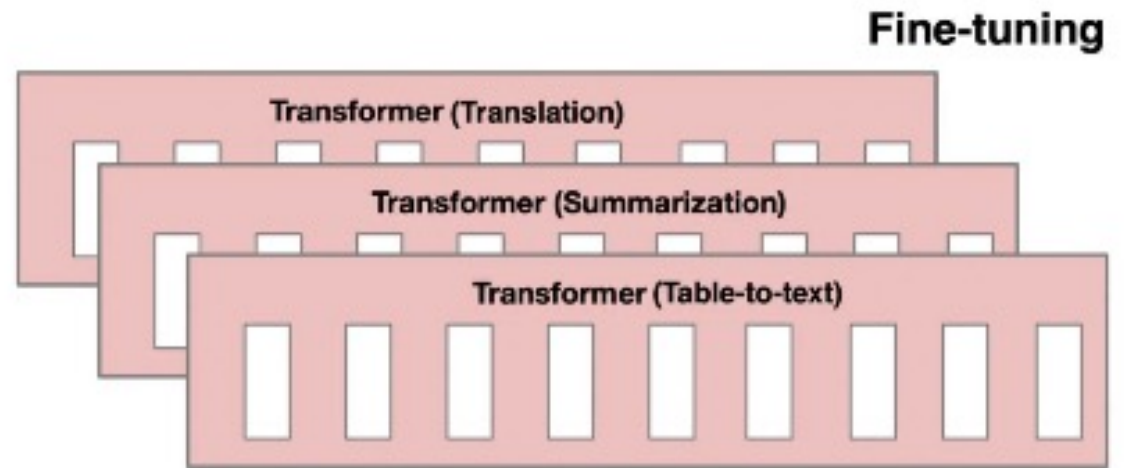 Fine-tuning
Transformer (Translation)
Transformer (Summarization)
Transformer (Table-to-text)